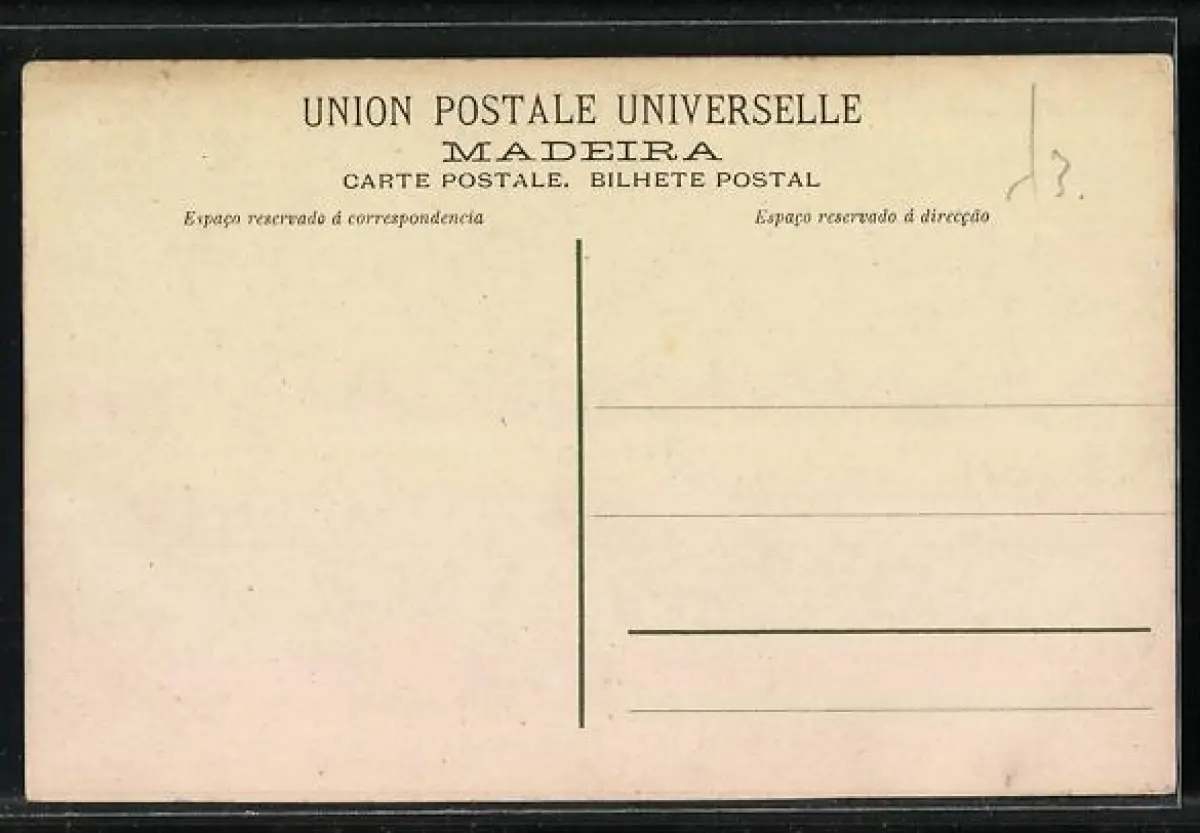 UNION POSTALE UNIVERSELLE
MADEIRA
CARTE POSTALE. BILHETE POSTAL
Espaço reservado á correspondencia
Espaço reservado á direcção